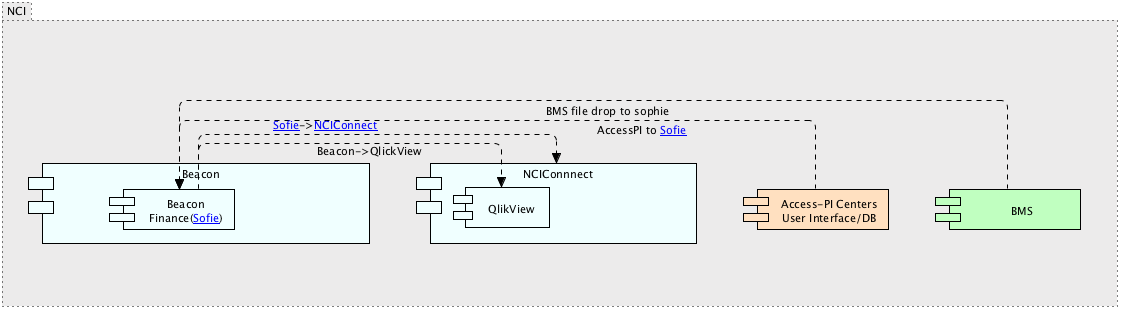 NCI
BMS file drop to sophie
Sofie->NCIConnect
AccessPI to Sofie
Beacon->QlickView
Beacon
Beacon
Finance(Sofie)
NCIConnnect
QlikView
Access-PI Centers
User Interface/DB
BMS